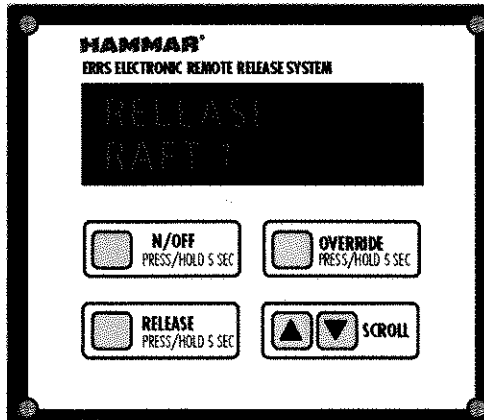 HAMMAR®
ERRS ELECTRONIC REMOTE RELEASE SYSTEM
RELEASE
RAFT 1
N/OFF
PRESS/HOLD 5 SEC
OVERRIDE
PRESS/HOLD 5 SEC
RELEASE
PRESS/HOLD 5 SEC
SCROLL